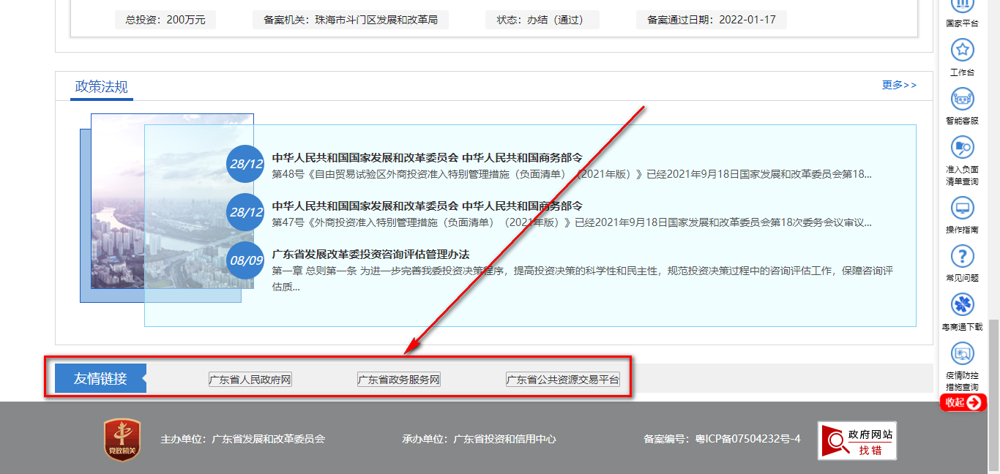 总投资：200万元 备案机关：珠海市斗门区发展和改革局 状态：办结（通过） 备案通过日期：2022-01-17
政策法规 更多>>
28/12 中华人民共和国国家发展和改革委员会 中华人民共和国商务部令
第48号《自由贸易试验区外商投资准入特别管理措施（负面清单）（2021年版）》已经2021年9月18日国家发展和改革委员会第18...
28/12 中华人民共和国国家发展和改革委员会 中华人民共和国商务部令
第47号《外商投资准入特别管理措施（负面清单）（2021年版）》已经2021年9月18日国家发展和改革委员会第18次委务会议审议...
08/09 广东省发展改革委投资咨询评估管理办法
第一章 总则第一条 为进一步完善我委投资决策程序，提高投资决策的科学性和民主性，规范投资决策过程中的咨询评估工作，保障咨询评
估质...
友情链接 广东省人民政府网 广东省政务服务网 广东省公共资源交易平台
党政机关 主办单位：广东省发展和改革委员会 承办单位：广东省投资和信用中心 备案编号：粤ICP备07504232号-4
政府网站
找错
国家平台
工作台
智能客服
准入负面
清单查询
操作指南
?
常见问题
粤商通下载
疫情防控
措施查询
收起